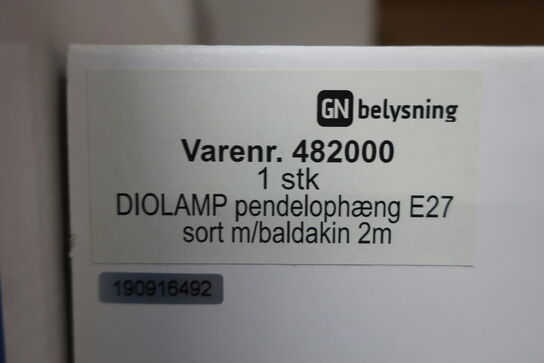 GN belysning
Varenr. 482000
1 stk
DIOLAMP pendelophæng E27
sort m/baldakin 2m
190916492